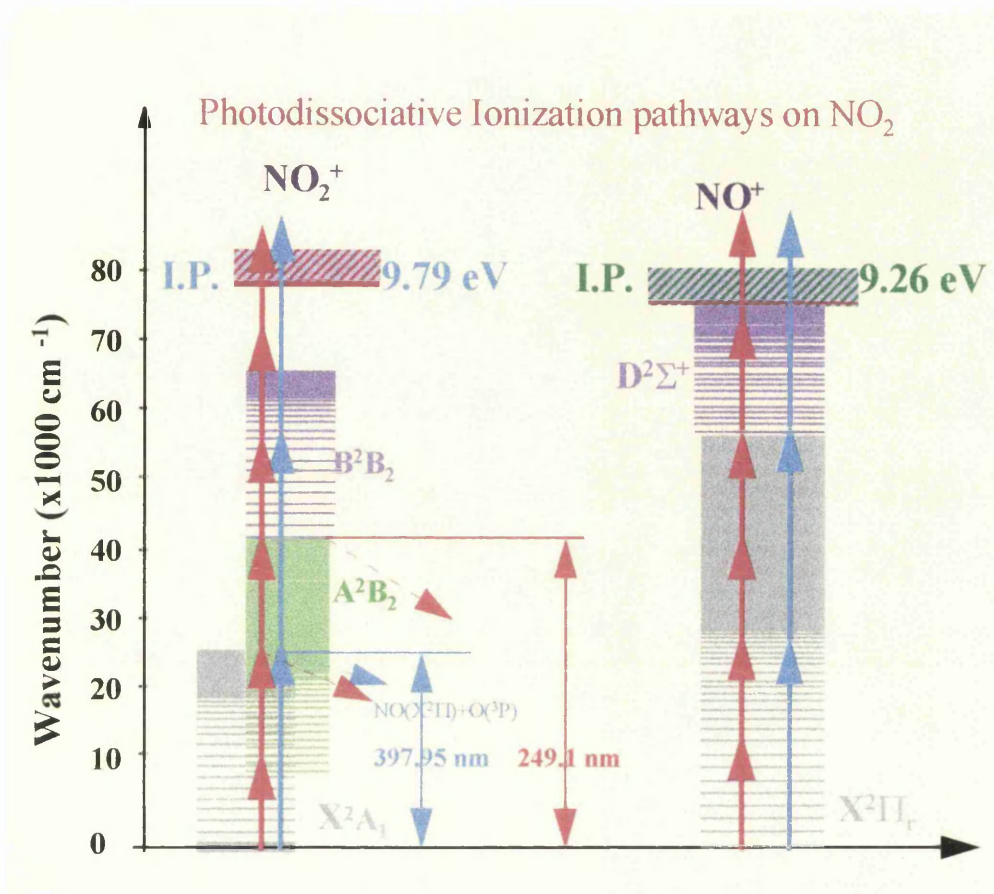 Photodissociative Ionization pathways on NO₂
NO₂⁺
NO⁺
I.P. 9.79 eV
I.P. 9.26 eV
Wavenumber (x1000 cm ⁻¹)
80
70
60
50
40
30
20
10
0
D²Σ⁺
B²B₂
A²B₂
NO(X²Π)+O(³P)
397.95 nm
249.1 nm
X²A₁
X²Πᵣ